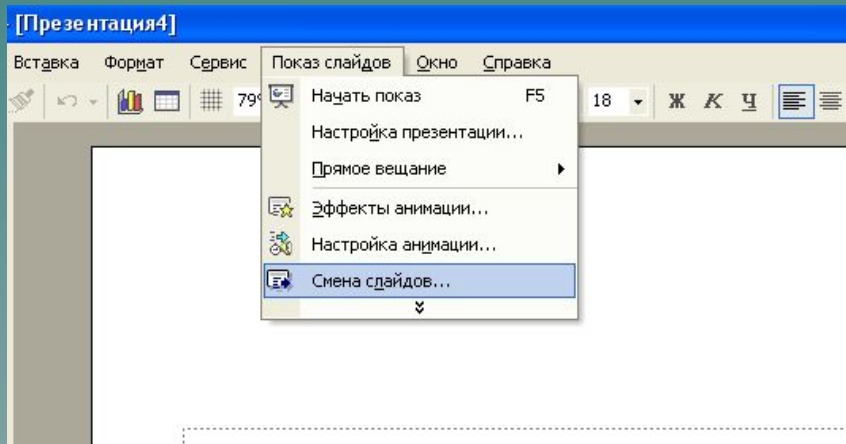 [Презентация4]
Вставка Формат Сервис Показ слайдов Окно Справка
79% 18 Ж К Ч
Начать показ F5
Настройка презентации...
Прямое вещание
Эффекты анимации...
Настройка анимации...
Смена слайдов...